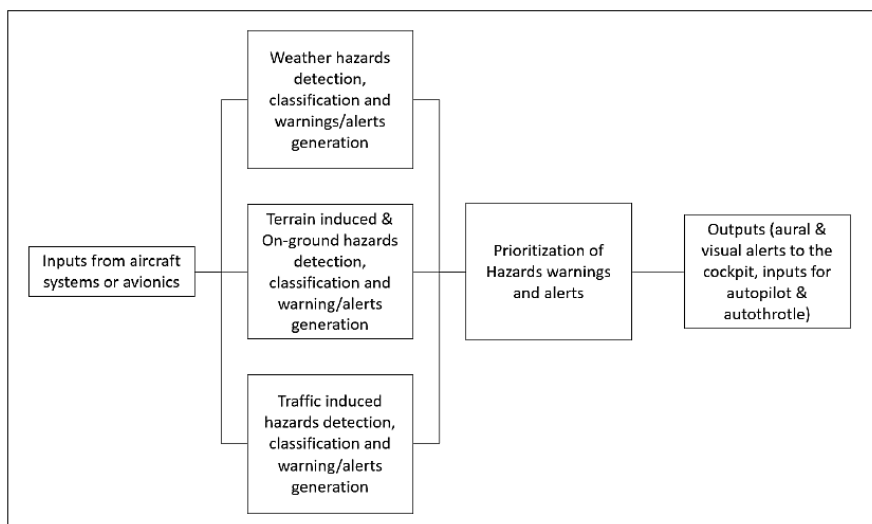 Weather hazards
detection,
classification and
warnings/alerts
generation
Inputs from aircraft
systems or avionics
Terrain induced &
On-ground hazards
detection,
classification and
warning/alerts
generation
Traffic induced
hazards detection,
classification and
warning/alerts
generation
Prioritization of
Hazards warnings
and alerts
Outputs (aural &
visual alerts to the
cockpit, inputs for
autopilot &
autothrotle)